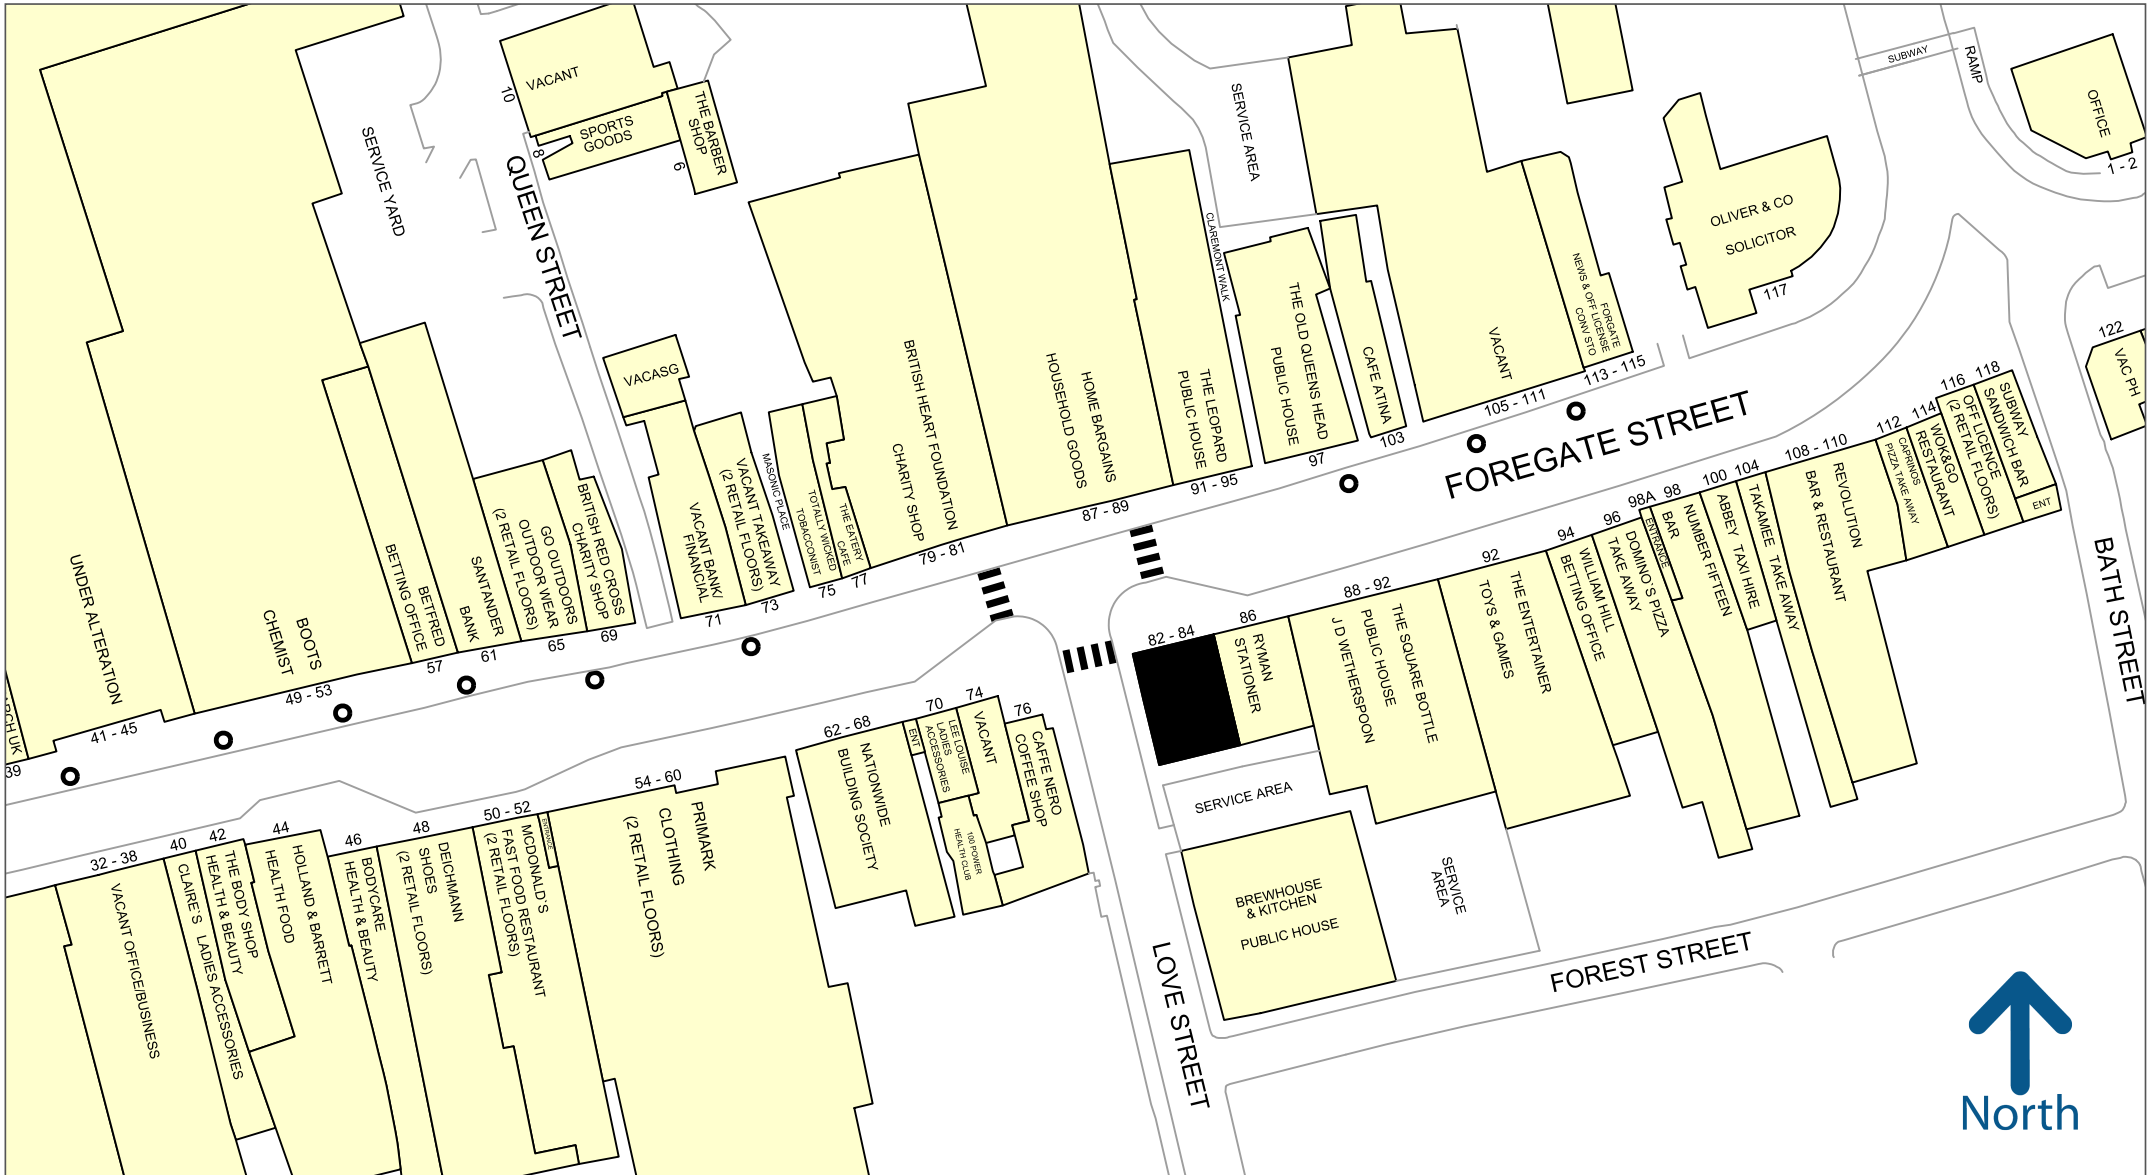 VACANT
10
SPORTS
GOODS
8
THE BARBER
SHOP
6
SERVICE YARD
QUEEN STREET
SERVICE AREA
SUBWAY
RAMP
OFFICE
1 - 2
OLIVER & CO
SOLICITOR
117
CLAREMONT WALK
122
VAC PH
UNDER ALTERATION
41 - 45
39
BOOTS
CHEMIST
49 - 53
BETFRED
BETTING OFFICE
57
SANTANDER
BANK
61
GO OUTDOORS
OUTDOOR WEAR
(2 RETAIL FLOORS)
65
BRITISH RED CROSS
CHARITY SHOP
69
VACASG
VACANT BANK/
FINANCIAL
71
VACANT TAKEAWAY
(2 RETAIL FLOORS)
73
MASONIC PLACE
TOTALLY WICKED
TOBACCONIST
75
THE EATERY
CAFE
77
BRITISH HEART FOUNDATION
CHARITY SHOP
79 - 81
HOME BARGAINS
HOUSEHOLD GOODS
87 - 89
THE LEOPARD
PUBLIC HOUSE
91 - 95
THE OLD QUEENS HEAD
PUBLIC HOUSE
97
CAFE ATINA
103
VACANT
105 - 111
FORGATE
NEWS & OFF LICENSE
CONV STO
113 - 115
FOREGATE STREET
32 - 38
VACANT OFFICE/BUSINESS
40
CLAIRE'S LADIES ACCESSORIES
42
THE BODY SHOP
HEALTH & BEAUTY
44
HOLLAND & BARRETT
HEALTH FOOD
46
BODYCARE
HEALTH & BEAUTY
48
DEICHMANN
SHOES
(2 RETAIL FLOORS)
50 - 52
MCDONALD`S
FAST FOOD RESTAURANT
(2 RETAIL FLOORS)
ENTRANCE
54 - 60
PRIMARK
CLOTHING
(2 RETAIL FLOORS)
62 - 68
NATIONWIDE
BUILDING SOCIETY
ENT
70
LEE LOUISE
LADIES
ACCESSORIES
100 POWER
HEALTH CLUB
74
VACANT
76
CAFFE NERO
COFFEE SHOP
82 - 84
86
RYMAN
STATIONER
88 - 92
THE SQUARE BOTTLE
PUBLIC HOUSE
J D WETHERSPOON
92
THE ENTERTAINER
TOYS & GAMES
94
WILLIAM HILL
BETTING OFFICE
96
DOMINO`S PIZZA
TAKE AWAY
98A
ENTRANCE
98
BAR
NUMBER FIFTEEN
100
ABBEY TAXI HIRE
104
TAKAMEE TAKE AWAY
108 - 110
REVOLUTION
BAR & RESTAURANT
112
CAPRINOS
PIZZA TAKE AWAY
114
WOK&GO
RESTAURANT
116
OFF LICENCE
(2 RETAIL FLOORS)
118
SUBWAY
SANDWICH BAR
ENT
BATH STREET
SERVICE AREA
BREWHOUSE
& KITCHEN
PUBLIC HOUSE
SERVICE
AREA
LOVE STREET
FOREST STREET
North